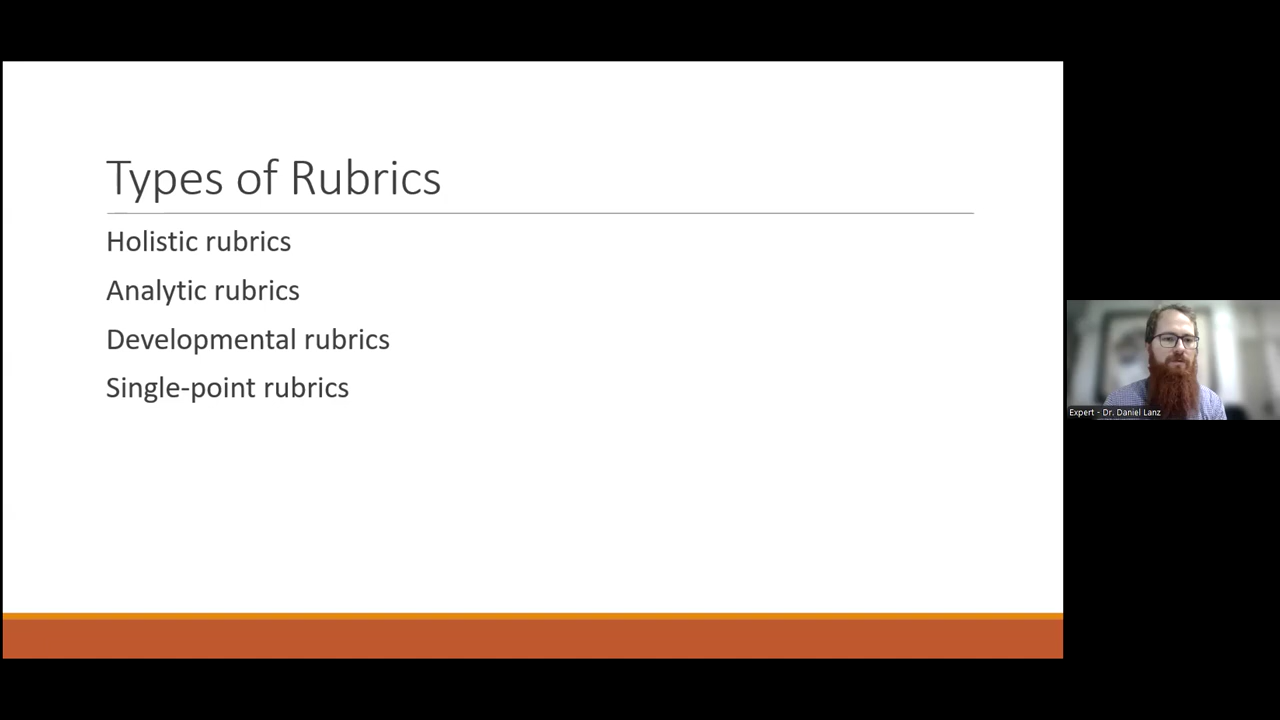 Types of Rubrics
Holistic rubrics
Analytic rubrics
Developmental rubrics
Single-point rubrics
Expert - Dr. Daniel Lanz